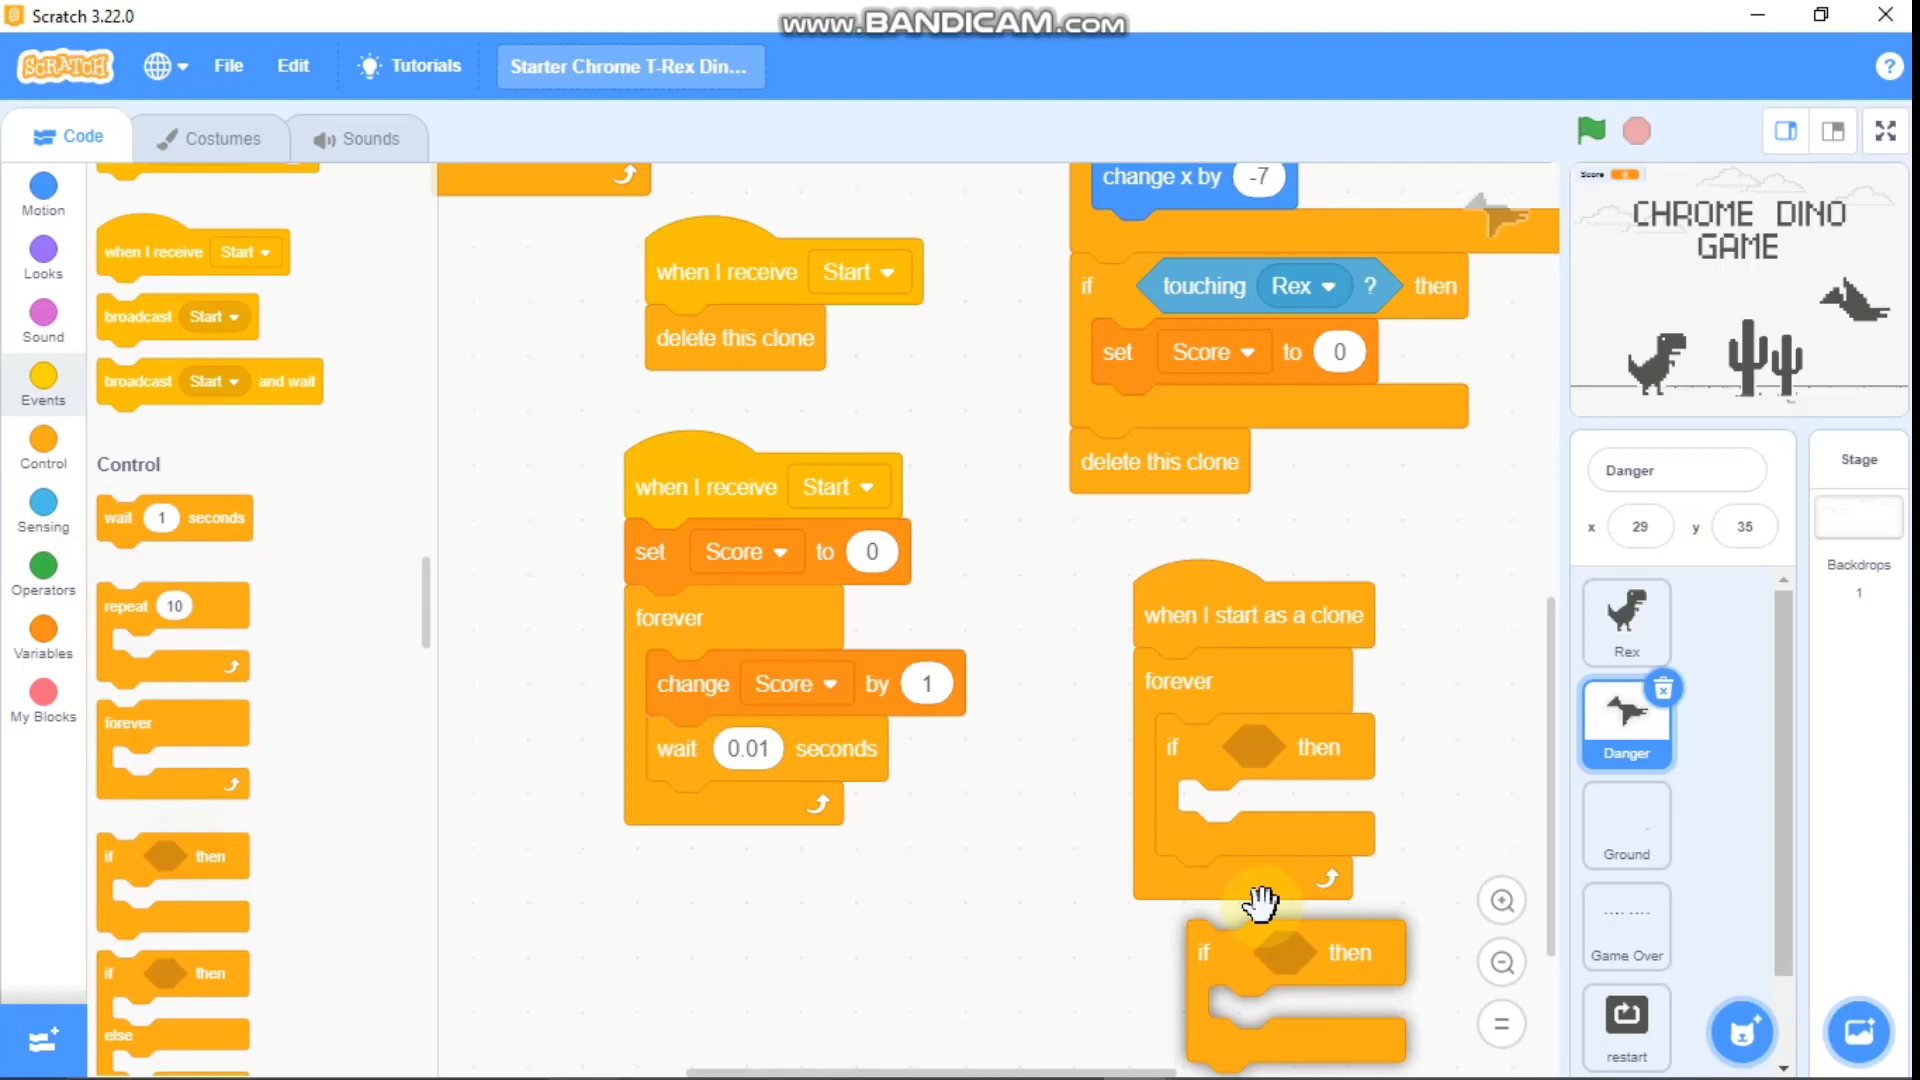 Scratch 3.22.0
www.BANDICAM.com
SCRATCH
File
Edit
Tutorials
Starter Chrome T-Rex Din...
?
Code
Costumes
Sounds
Motion
Looks
Sound
Events
Control
Sensing
Operators
Variables
My Blocks
when I receive Start
broadcast Start
broadcast Start and wait
Control
wait 1 seconds
repeat 10
forever
if then
if then
else
when I receive Start
delete this clone
when I receive Start
set Score to 0
forever
change Score by 1
wait 0.01 seconds
change x by -7
if touching Rex ? then
set Score to 0
delete this clone
when I start as a clone
forever
if then
if then
Score
CHROME DINO
GAME
Danger
x 29 y 35
Rex
Danger
Ground
Game Over
restart
Stage
Backdrops
1